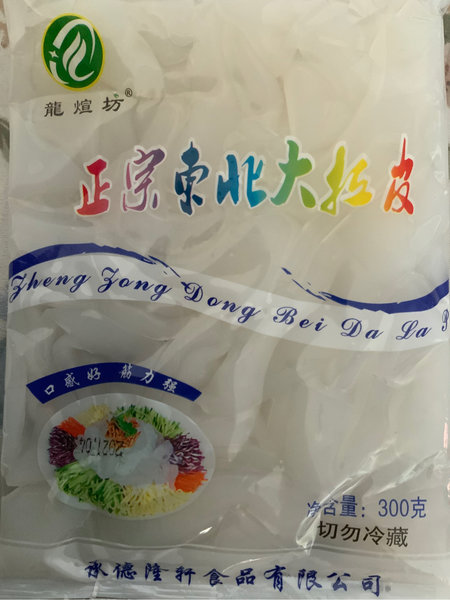 龍煊坊®
正宗东北大拉皮
Zheng Zong Dong Bei Da La P
口感好 筋力强
净含量：300克
切勿冷藏
承德隆轩食品有限公司